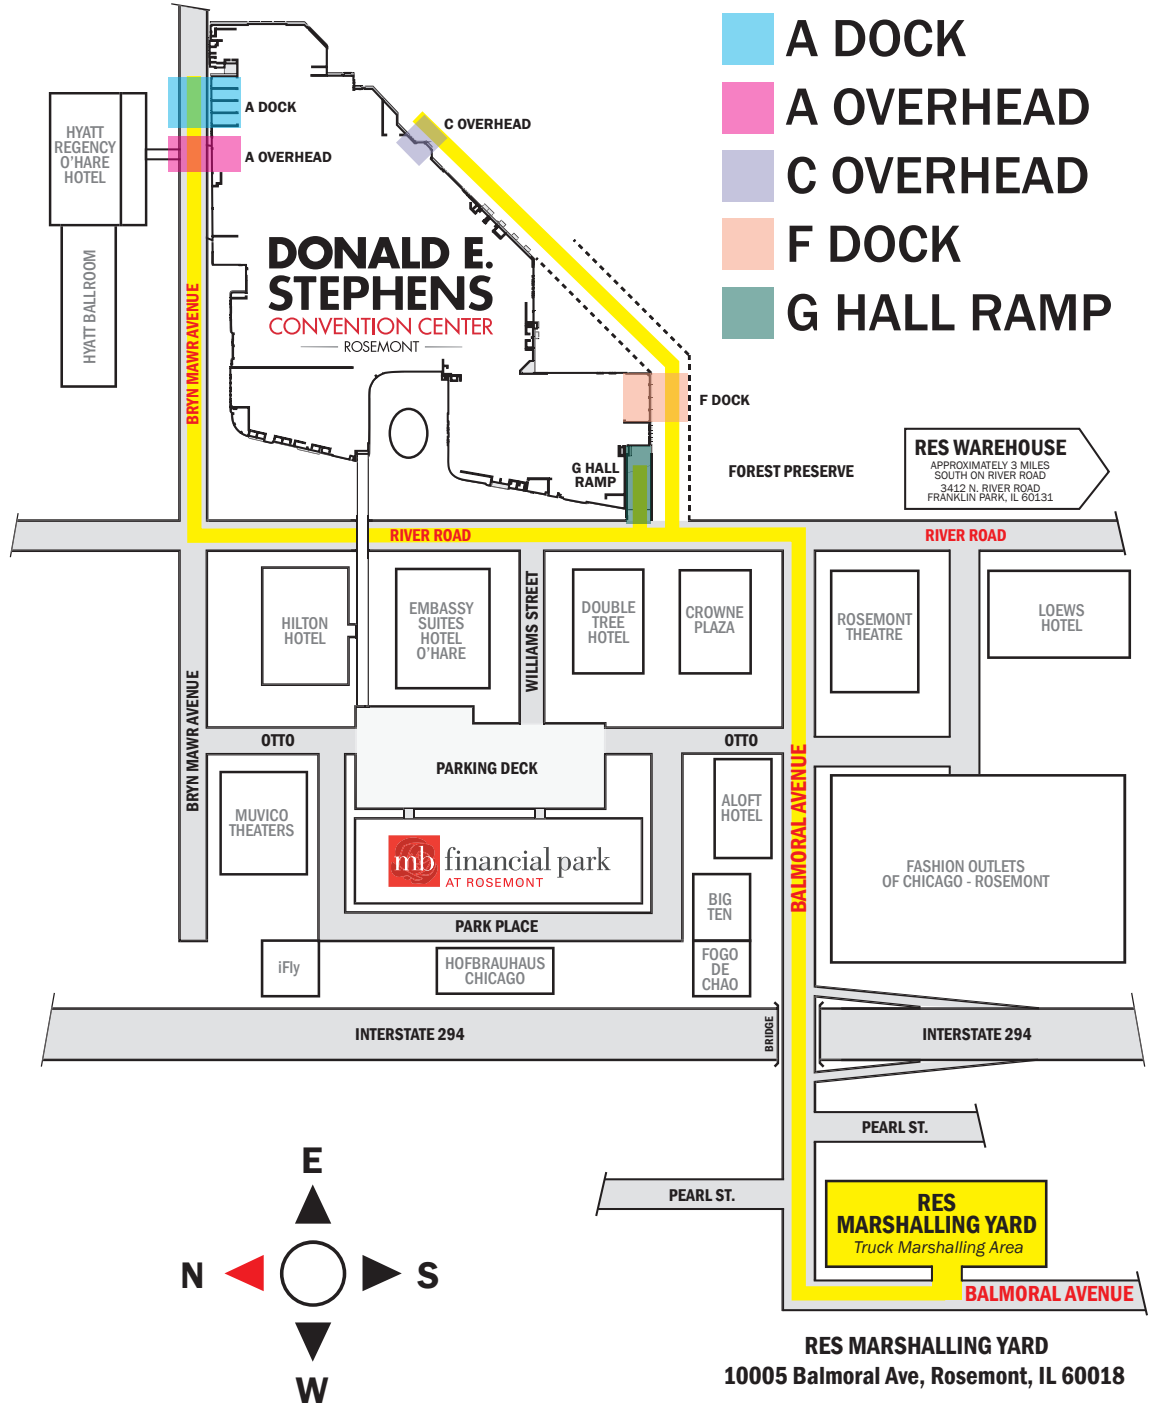 A DOCK
A OVERHEAD
C OVERHEAD
F DOCK
G HALL RAMP
A DOCK
A OVERHEAD
C OVERHEAD
HYATT
REGENCY
O'HARE
HOTEL
HYATT BALLROOM
BRYN MAWR AVENUE
DONALD E.
STEPHENS
CONVENTION CENTER
ROSEMONT
F DOCK
G HALL
RAMP
FOREST PRESERVE
RES WAREHOUSE
APPROXIMATELY 3 MILES
SOUTH ON RIVER ROAD
3412 N. RIVER ROAD
FRANKLIN PARK, IL 60131
RIVER ROAD
RIVER ROAD
HILTON
HOTEL
EMBASSY
SUITES
HOTEL
O'HARE
WILLIAMS STREET
DOUBLE
TREE
HOTEL
CROWNE
PLAZA
ROSEMONT
THEATRE
LOEWS
HOTEL
BRYN MAWR AVENUE
OTTO
OTTO
PARKING DECK
BALMORAL AVENUE
MUVICO
THEATERS
ALOFT
HOTEL
mb financial park
AT ROSEMONT
FASHION OUTLETS
OF CHICAGO - ROSEMONT
BIG
TEN
PARK PLACE
iFly
HOFBRAUHAUS
CHICAGO
FOGO
DE
CHAO
INTERSTATE 294
BRIDGE
INTERSTATE 294
PEARL ST.
PEARL ST.
RES
MARSHALLING YARD
Truck Marshalling Area
E
N
S
W
BALMORAL AVENUE
RES MARSHALLING YARD
10005 Balmoral Ave, Rosemont, IL 60018